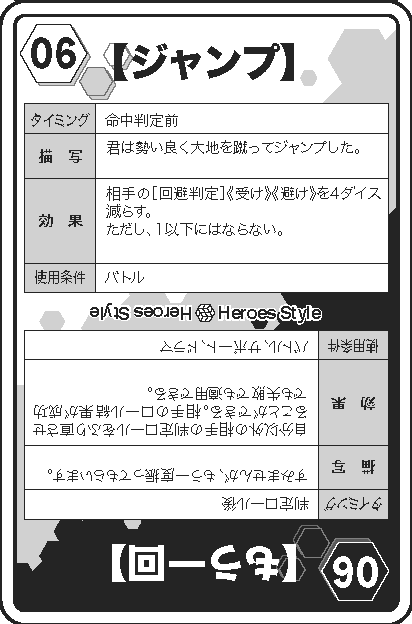 06
【ジャンプ】
タイミング 命中判定前
描 写 君は勢い良く大地を蹴ってジャンプした。
効 果 相手の[回避判定]《受け》《避け》を4ダイス
減らす。
ただし、1以下にはならない。
使用条件 バトル
Heroes Style Heroes Style
06
【もう一回】
タイミング 判定ロール後
描 写 すみませんが、もう一度振ってもらいます。
効 果 自分以外の相手の判定ロールをふり直させ
ることができる。相手のロール結果が成功
でも失敗でも適用できる。
使用条件 バトル、サポート、ドラマ